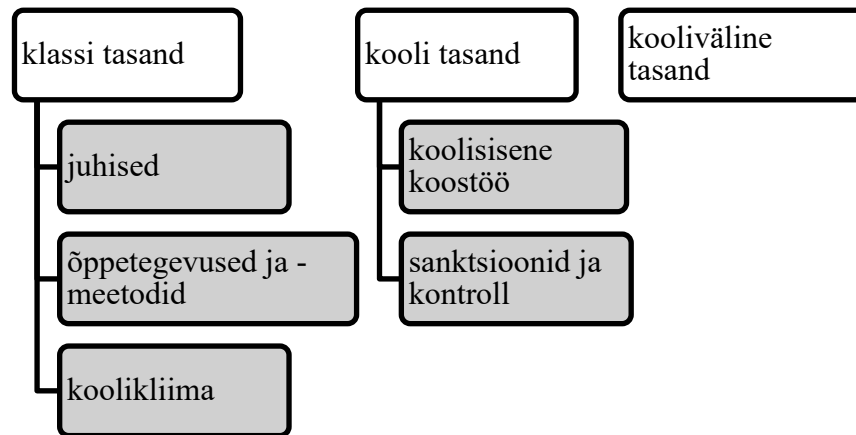 klassi tasand
juhised
õppetegevused ja -
meetodid
koolikliima
kooli tasand
koolisisene
koostöö
sanktsioonid ja
kontroll
kooliväline
tasand